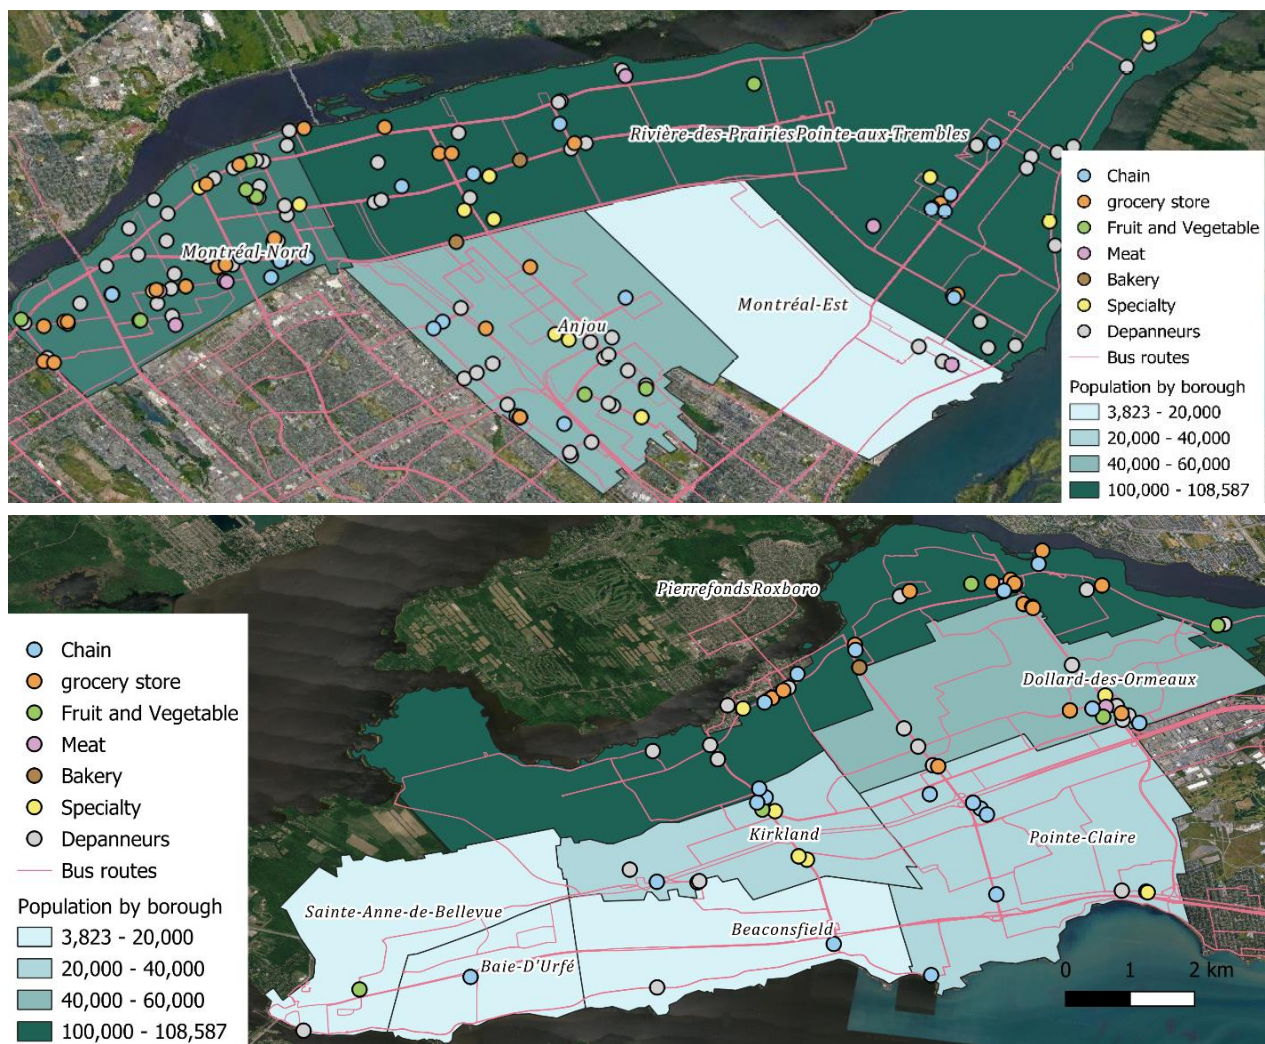 Rivière-des-PrairiesPointe-aux-Trembles
Montréal-Nord
Montréal-Est
Anjou
Chain
grocery store
Fruit and Vegetable
Meat
Bakery
Specialty
Depanneurs
Bus routes
Population by borough
3,823 - 20,000
20,000 - 40,000
40,000 - 60,000
100,000 - 108,587
PierrefondsRoxboro
Dollard-des-Ormeaux
Kirkland
Pointe-Claire
Sainte-Anne-de-Bellevue
Beaconsfield
Baie-D'Urfé
Chain
grocery store
Fruit and Vegetable
Meat
Bakery
Specialty
Depanneurs
Bus routes
Population by borough
3,823 - 20,000
20,000 - 40,000
40,000 - 60,000
100,000 - 108,587
0 1 2 km